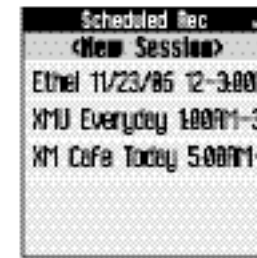 Scheduled Rec
<New Session>
Ethel 11/23/06 12-3:00
XMU Everyday 1:00AM-3
XM Cafe Today 5:00AM-